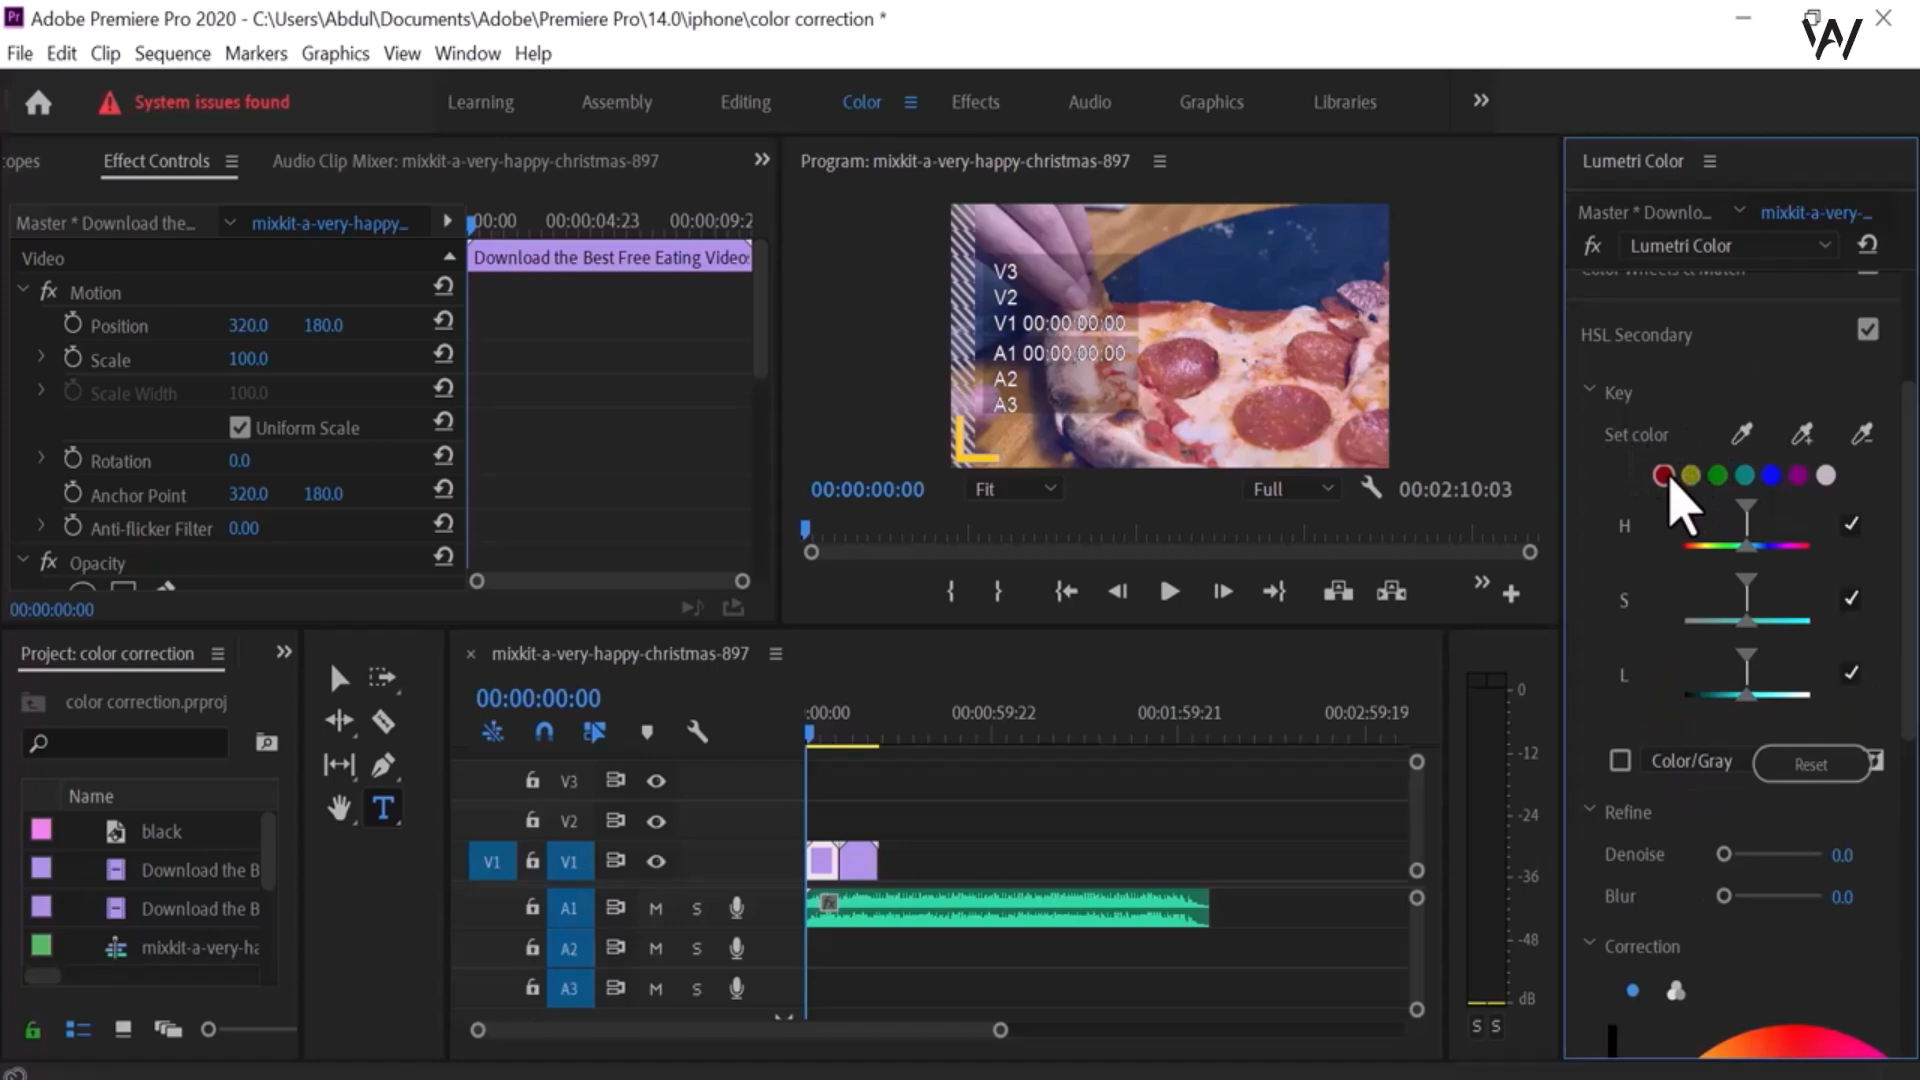 Adobe Premiere Pro 2020 - C:\Users\Abdul\Documents\Adobe\Premiere Pro\14.0\iphone\color correction *
File Edit Clip Sequence Markers Graphics View Window Help
System issues found
Learning Assembly Editing Color Effects Audio Graphics Libraries
copes Effect Controls Audio Clip Mixer: mixkit-a-very-happy-christmas-897
Master * Download the... mixkit-a-very-happy... :00:00 00:00:04:23 00:00:09:2
Video Download the Best Free Eating Video:
fx Motion
Position 320.0 180.0
Scale 100.0
Scale Width 100.0
Uniform Scale
Rotation 0.0
Anchor Point 320.0 180.0
Anti-flicker Filter 0.00
fx Opacity
00:00:00:00
Program: mixkit-a-very-happy-christmas-897
V3
V2
V1 00:00:00:00
A1 00:00:00:00
A2
A3
00:00:00:00 Fit Full 00:02:10:03
Lumetri Color
Master * Downlo... mixkit-a-very-...
fx Lumetri Color
Color Wheels & Match
HSL Secondary
Key
Set color
H
S
L
Color/Gray Reset
Refine
Denoise 0.0
Blur 0.0
Correction
Project: color correction
color correction.prproj
Name
black
Download the B
Download the B
mixkit-a-very-ha
T
mixkit-a-very-happy-christmas-897
00:00:00:00
:00:00 00:00:59:22 00:01:59:21 00:02:59:19
V3
V2
V1 V1
A1 M S
A2 M S
A3 M S
fx
0
-12
-24
-36
-48
dB
S S